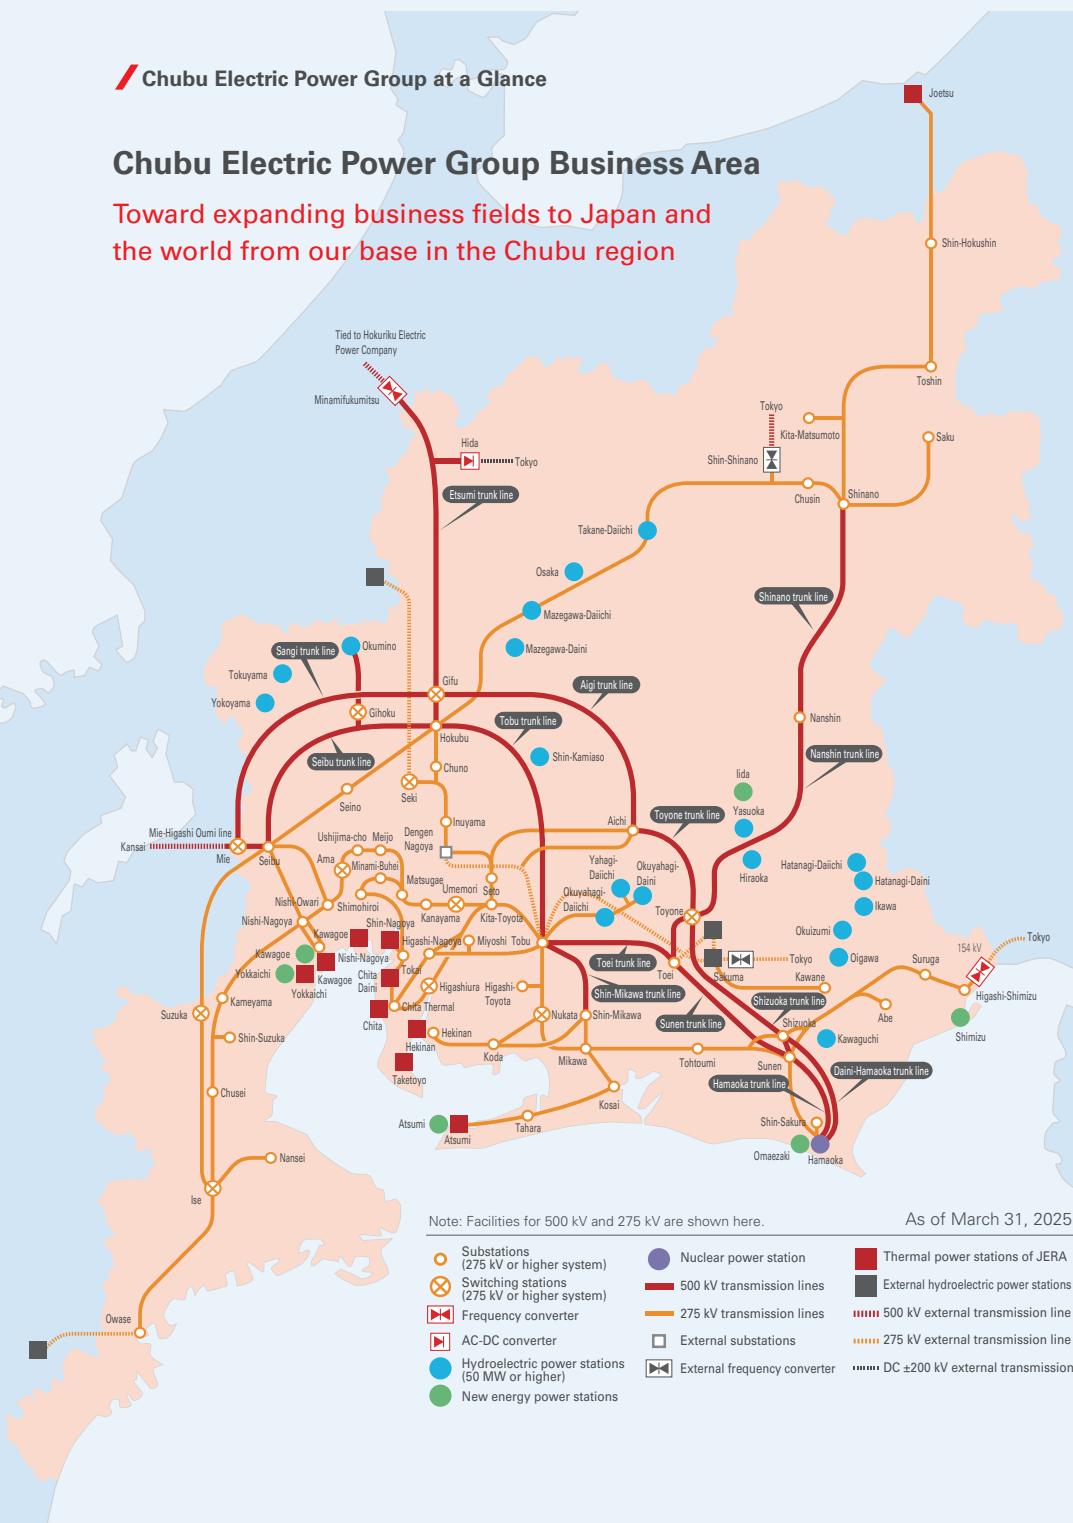 Chubu Electric Power Group at a Glance
Chubu Electric Power Group Business Area
Toward expanding business fields to Japan and
the world from our base in the Chubu region
Joetsu
Shin-Hokushin
Tied to Hokuriku Electric
Power Company
Minamifukumitsu
Toshin
Tokyo
Kita-Matsumoto
Saku
Hida
Tokyo
Shin-Shinano
Etsumi trunk line
Chusin
Shinano
Takane-Daiichi
Osaka
Shinano trunk line
Mazegawa-Daiichi
Okumino
Sangi trunk line
Mazegawa-Daini
Tokuyama
Gifu
Aigi trunk line
Yokoyama
Gihoku
Nanshin
Tobu trunk line
Hokubu
Seibu trunk line
Shin-Kamiaso
Nanshin trunk line
Chuno
Iida
Seki
Seino
Yasuoka
Toyone trunk line
Inuyama
Aichi
Mie-Higashi Oumi line
Ushijima-cho
Meijo
Dengen
Nagoya
Kansai
Mie
Seibu
Ama
Minami-Buhei
Yahagi-
Daiichi
Okuyahagi-
Daini
Hiraoka
Hatanagi-Daiichi
Hatanagi-Daini
Matsugae
Umemori
Seto
Okuyahagi-
Daiichi
Nishi-Owari
Shimohiroi
Ikawa
Nishi-Nagoya
Shin-Nagoya
Kanayama
Kita-Toyota
Toyone
Kawagoe
Higashi-Nagoya
Miyoshi
Tobu
Okuizumi
Tokyo
154 kV
Kawagoe
Nishi-Nagoya
Toei trunk line
Toei
Sakuma
Tokyo
Oigawa
Suruga
Yokkaichi
Kawagoe
Tokai
Chita
Daini
Kawane
Yokkaichi
Higashiura
Higashi-
Toyota
Shin-Mikawa trunk line
Shizuoka trunk line
Higashi-Shimizu
Kameyama
Chita Thermal
Abe
Suzuka
Chita
Nukata
Shin-Mikawa
Sunen trunk line
Shizuoka
Shimizu
Shin-Suzuka
Hekinan
Hekinan
Kawaguchi
Koda
Mikawa
Tohtoumi
Sunen
Taketoyo
Hamaoka trunk line
Daini-Hamaoka trunk line
Chusei
Kosai
Atsumi
Atsumi
Tahara
Shin-Sakura
Omaezaki
Hamaoka
Nansei
Ise
Owase
Note: Facilities for 500 kV and 275 kV are shown here.
As of March 31, 2025
Substations
(275 kV or higher system)
Switching stations
(275 kV or higher system)
Frequency converter
AC-DC converter
Hydroelectric power stations
(50 MW or higher)
New energy power stations
Nuclear power station
500 kV transmission lines
275 kV transmission lines
External substations
External frequency converter
Thermal power stations of JERA
External hydroelectric power stations
500 kV external transmission line
275 kV external transmission line
DC ±200 kV external transmission